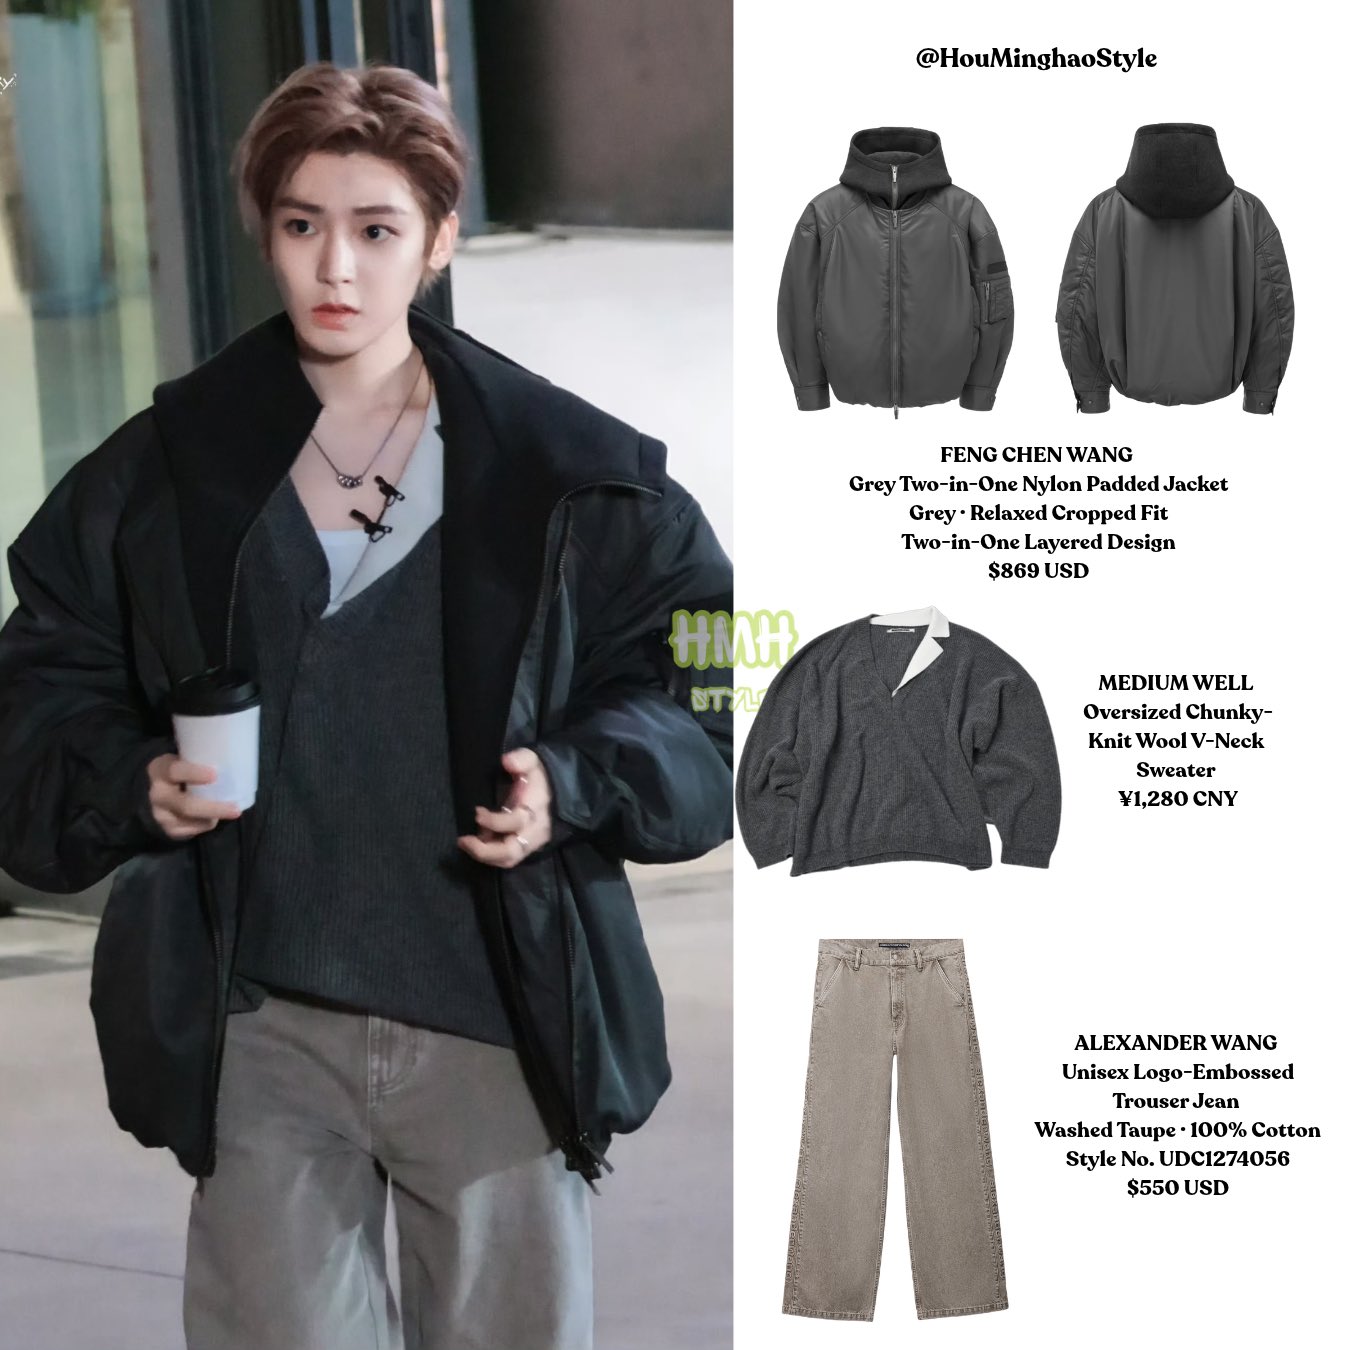 @HouMinghaoStyle
FENG CHEN WANG
Grey Two-in-One Nylon Padded Jacket
Grey · Relaxed Cropped Fit
Two-in-One Layered Design
$869 USD
HMH
STYLE
MEDIUM WELL
Oversized Chunky-
Knit Wool V-Neck
Sweater
¥1,280 CNY
ALEXANDER WANG
Unisex Logo-Embossed
Trouser Jean
Washed Taupe · 100% Cotton
Style No. UDC1274056
$550 USD